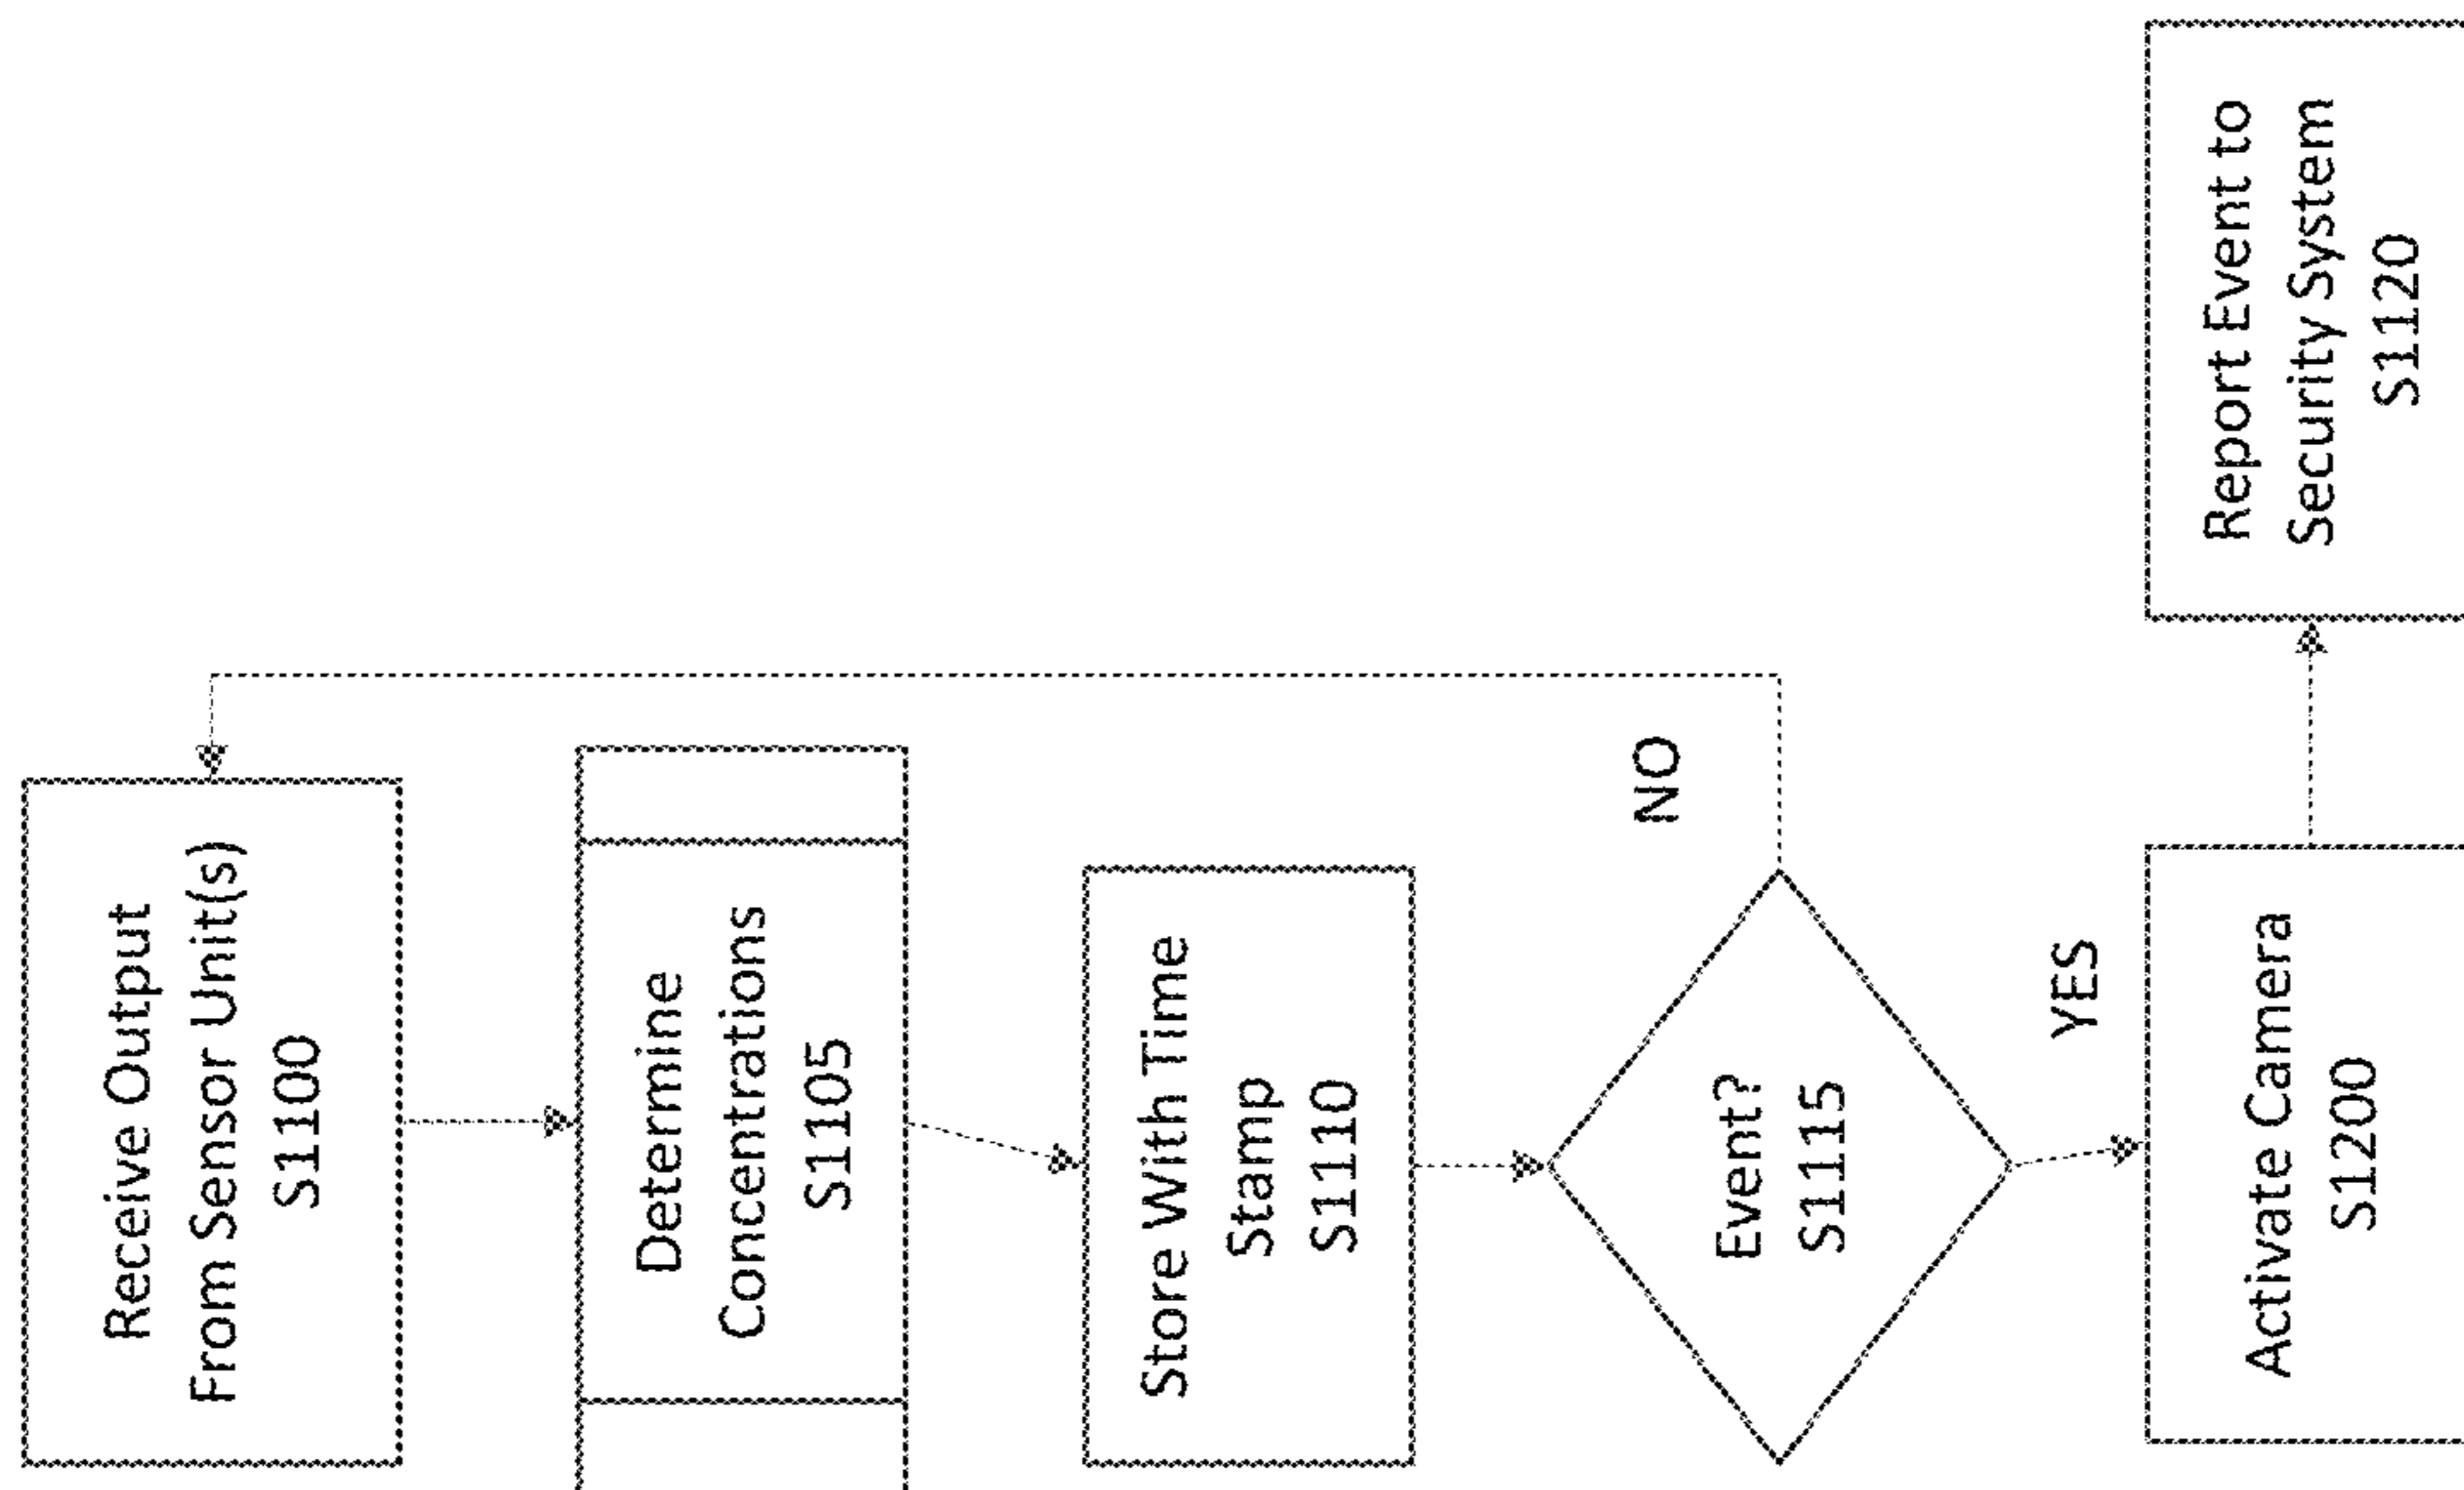 Receive Output
From Sensor Unit(s)
S1100
Determine
Concentrations
S1105
Store With Time
Stamp
S1110
Event?
S1115
NO
YES
Activate Camera
S1200
Report Event to
Security System
S1120